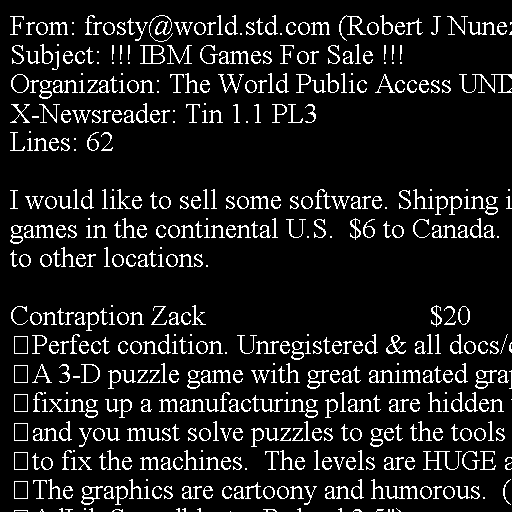 From: frosty@world.std.com (Robert J Nunez
Subject: !!! IBM Games For Sale !!!
Organization: The World Public Access UNIX
X-Newsreader: Tin 1.1 PL3
Lines: 62

I would like to sell some software. Shipping i
games in the continental U.S.  $6 to Canada.
to other locations.

Contraption Zack $20
□Perfect condition. Unregistered & all docs/
□A 3-D puzzle game with great animated gra
□fixing up a manufacturing plant are hidden
□and you must solve puzzles to get the tools
□to fix the machines.  The levels are HUGE a
□The graphics are cartoony and humorous.  (